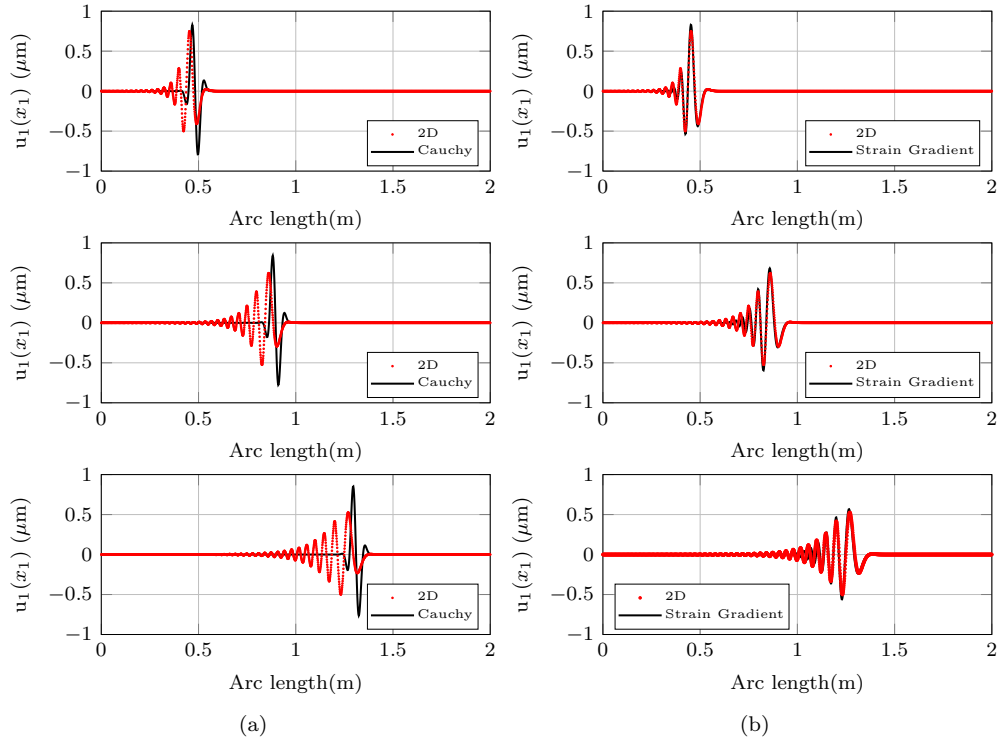 1
0.5
0
−0.5
−1
u₁(x₁) (μm)
2D
Cauchy
0 0.5 1 1.5 2
Arc length(m)
1
0.5
0
−0.5
−1
u₁(x₁) (μm)
2D
Strain Gradient
0 0.5 1 1.5 2
Arc length(m)
1
0.5
0
−0.5
−1
u₁(x₁) (μm)
2D
Cauchy
0 0.5 1 1.5 2
Arc length(m)
1
0.5
0
−0.5
−1
u₁(x₁) (μm)
2D
Strain Gradient
0 0.5 1 1.5 2
Arc length(m)
1
0.5
0
−0.5
−1
u₁(x₁) (μm)
2D
Cauchy
0 0.5 1 1.5 2
Arc length(m)
1
0.5
0
−0.5
−1
u₁(x₁) (μm)
2D
Strain Gradient
0 0.5 1 1.5 2
Arc length(m)
(a)
(b)